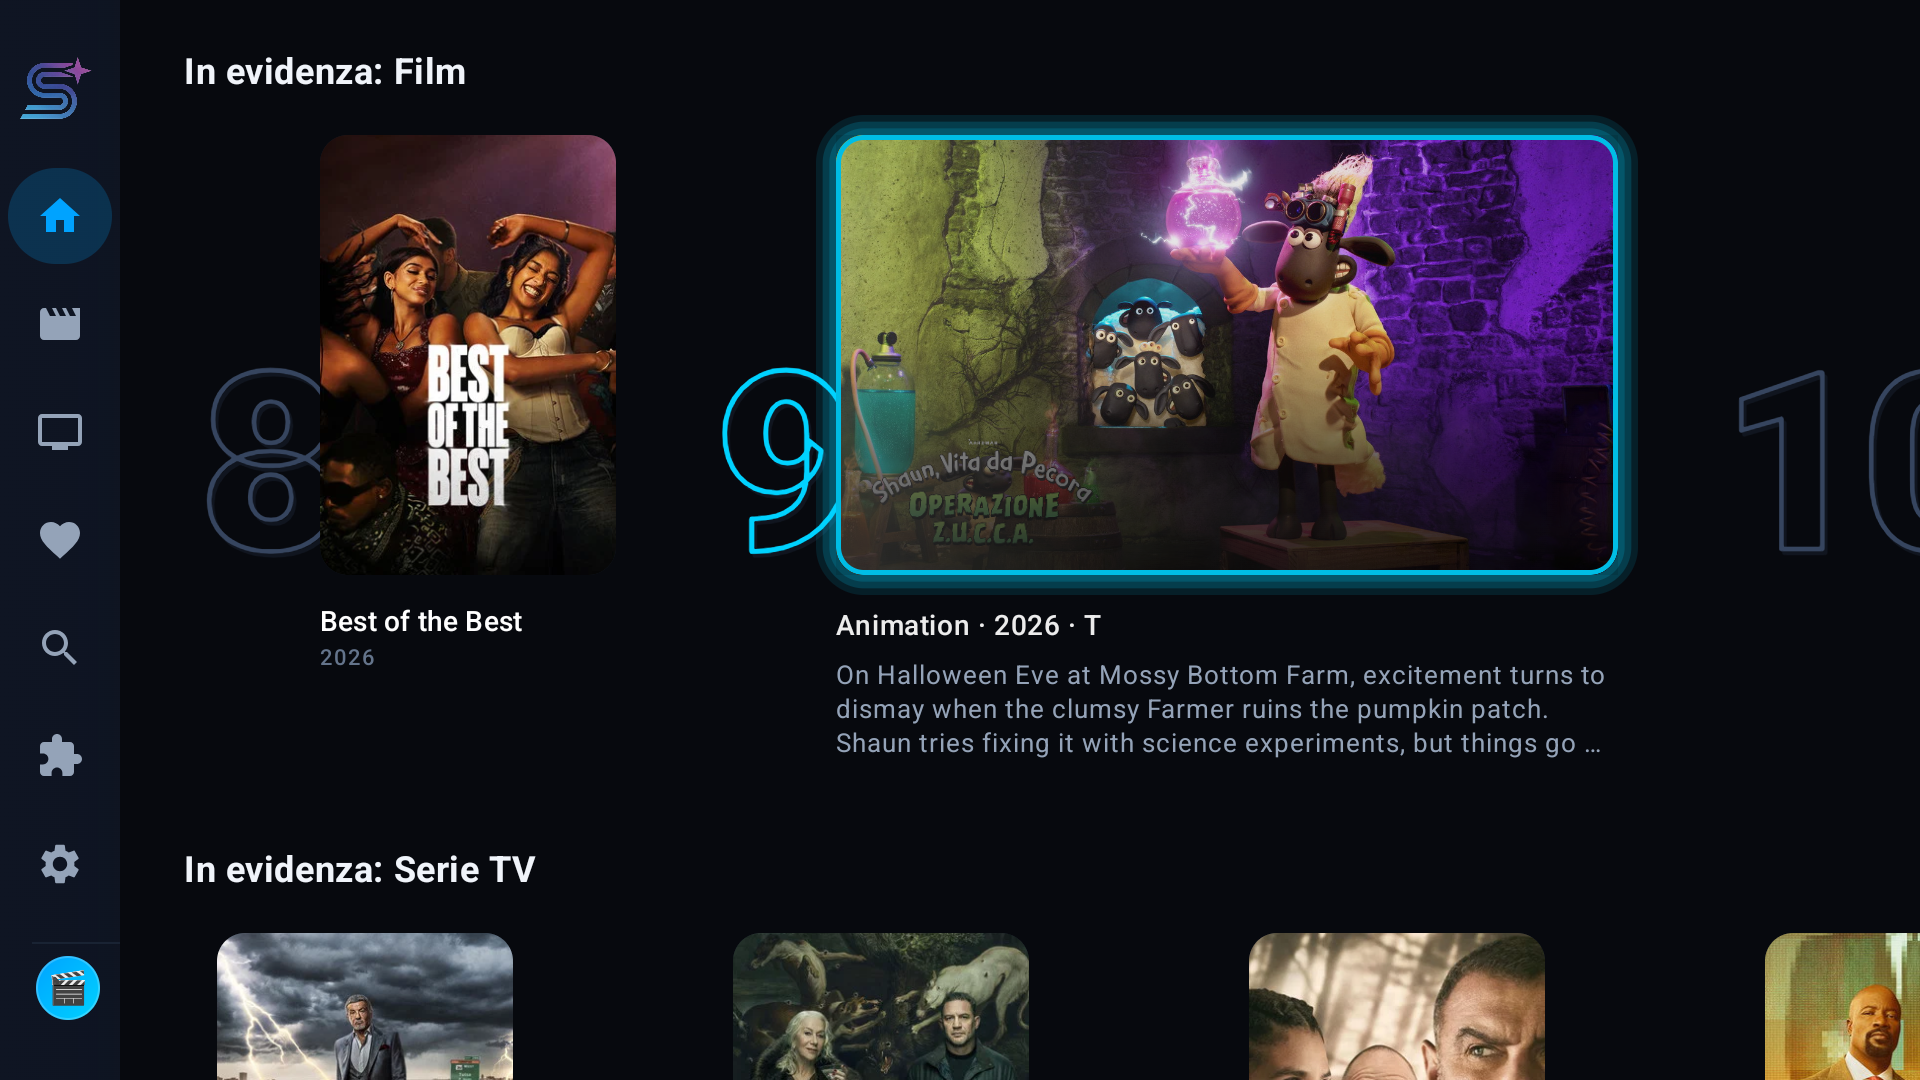 In evidenza: Film
8
BEST
OF THE
BEST
Best of the Best
2026
9
Shaun, Vita da Pecora
OPERAZIONE
Z.U.C.C.A.
Animation · 2026 · T
On Halloween Eve at Mossy Bottom Farm, excitement turns to
dismay when the clumsy Farmer ruins the pumpkin patch.
Shaun tries fixing it with science experiments, but things go …
10
In evidenza: Serie TV